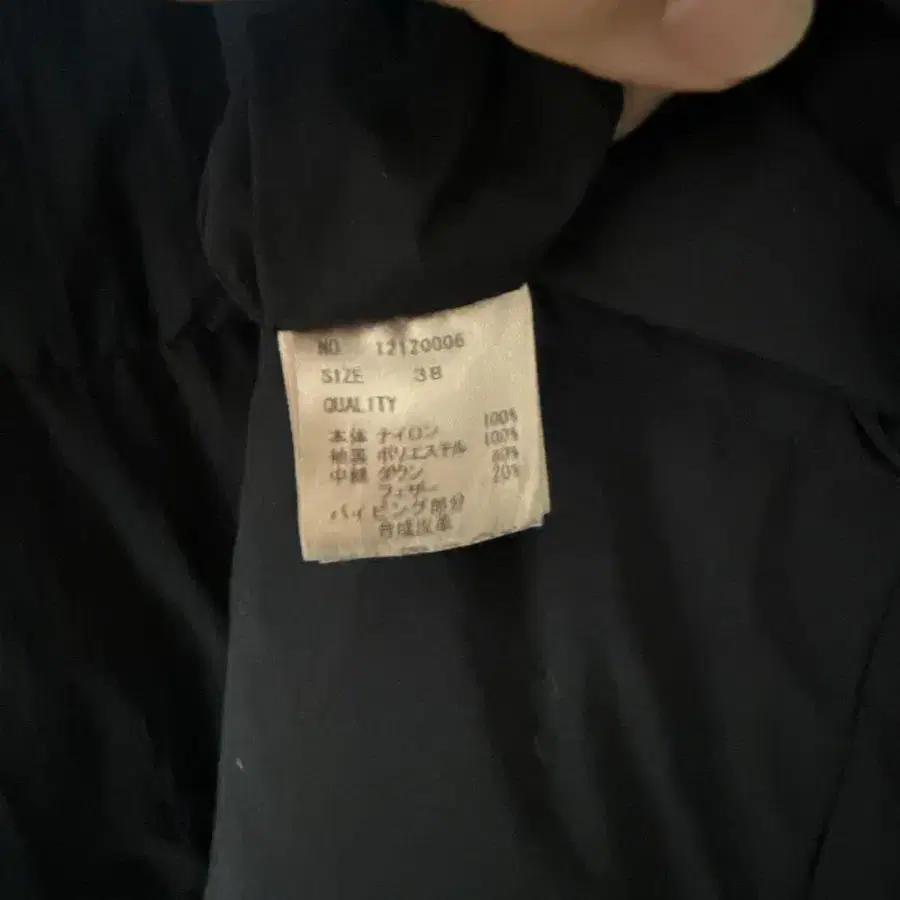 NO 12120006
SIZE 38
QUALITY
本体 ナイロン 100%
袖裏 ポリエステル 100%
中綿 ダウン 80%
フェザー 20%
パイピング部分
合成皮革